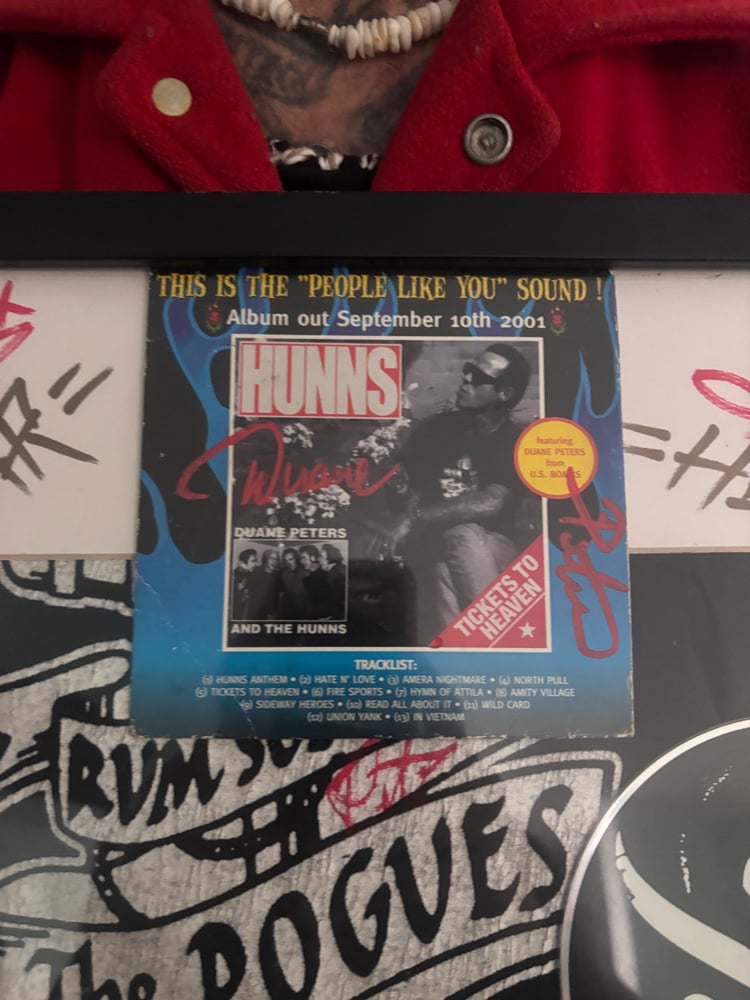 THIS IS THE "PEOPLE LIKE YOU" SOUND !
Album out September 10th 2001
HUNNS
featuring
DUANE PETERS
from
U.S. BOMBS
Duane
Peters
DUANE PETERS
AND THE HUNNS
TICKETS TO
HEAVEN
TRACKLIST:
(1) HUNNS ANTHEM • (2) HATE N' LOVE • (3) AMERA NIGHTMARE • (4) NORTH PULL
(5) TICKETS TO HEAVEN • (6) FIRE SPORTS • (7) HYMN OF ATTILA • (8) AMITY VILLAGE
(9) SIDEWAY HEROES • (10) READ ALL ABOUT IT • (11) WILD CARD
(12) UNION YANK • (13) IN VIETNAM
RUM
The POGUES